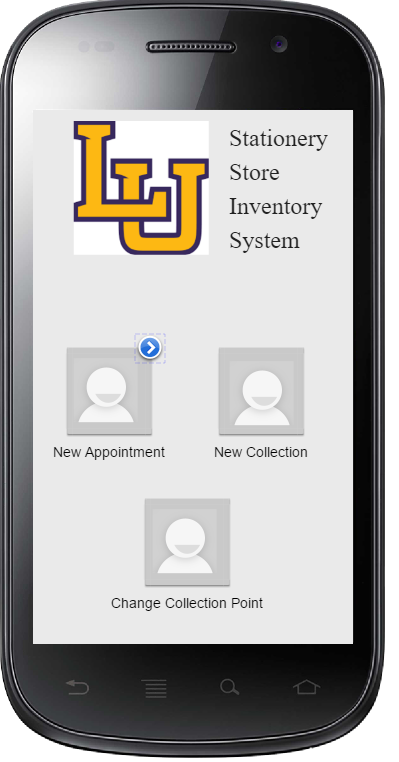 LU
Stationery
Store
Inventory
System
New Appointment
New Collection
Change Collection Point